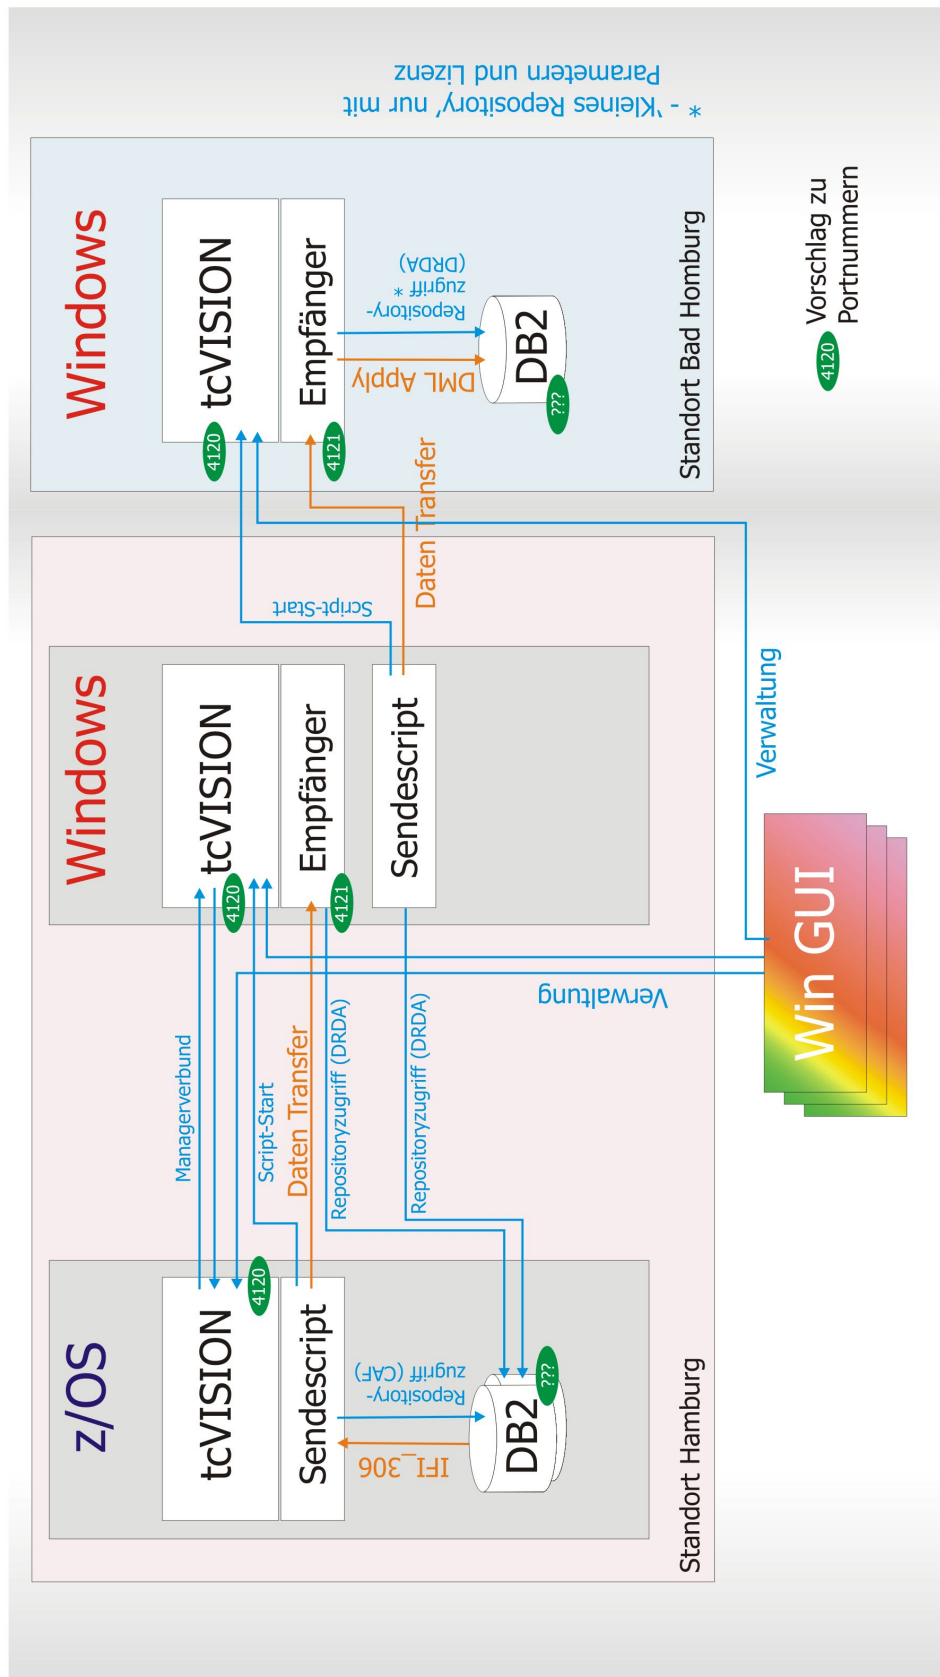 z/OS
tcVISION
4120
Sendescript
IFI_306
Repository-
zugriff (CAF)
DB2
???
Managerverbund
Script-Start
Daten Transfer
Repositoryzugriff (DRDA)
Repositoryzugriff (DRDA)
Windows
tcVISION
4120
Empfänger
4121
Sendescript
Script-Start
Daten Transfer
Standort Hamburg
Windows
tcVISION
4120
Empfänger
4121
DML Apply
Repository-
zugriff *
(DRDA)
DB2
???
Standort Bad Homburg
* - 'Kleines Repository' nur mit
Parametern und Lizenz
Verwaltung
Verwaltung
Win GUI
4120
Vorschlag zu
Portnummern